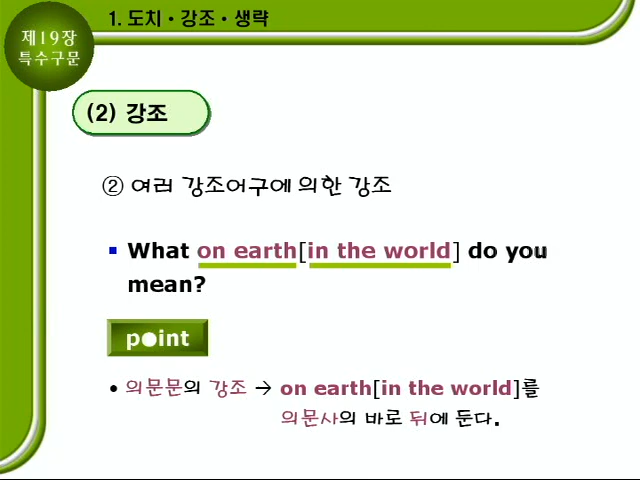 1. 도치·강조·생략
제19장
특수구문
(2) 강조
② 여러 강조어구에 의한 강조
What on earth[in the world] do you
mean?
point
• 의문문의 강조 → on earth[in the world]를
의문사의 바로 뒤에 둔다.